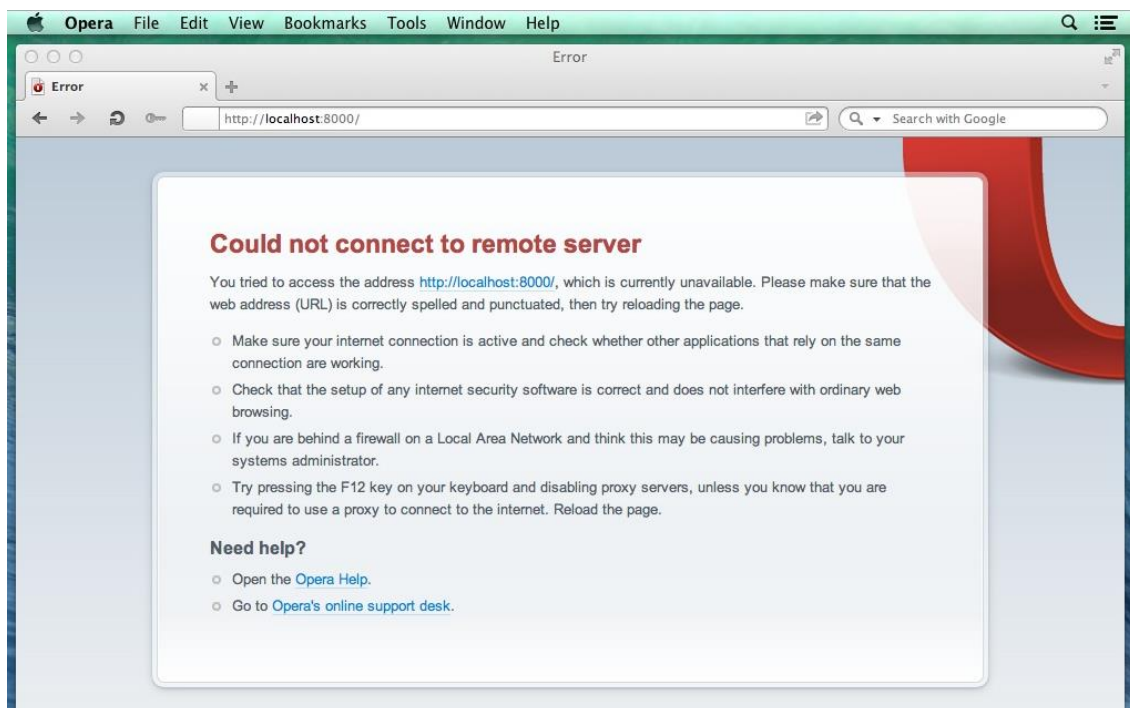 Opera File Edit View Bookmarks Tools Window Help
Error
Error
http://localhost:8000/
Search with Google
Could not connect to remote server
You tried to access the address http://localhost:8000/, which is currently unavailable. Please make sure that the
web address (URL) is correctly spelled and punctuated, then try reloading the page.
Make sure your internet connection is active and check whether other applications that rely on the same
connection are working.
Check that the setup of any internet security software is correct and does not interfere with ordinary web
browsing.
If you are behind a firewall on a Local Area Network and think this may be causing problems, talk to your
systems administrator.
Try pressing the F12 key on your keyboard and disabling proxy servers, unless you know that you are
required to use a proxy to connect to the internet. Reload the page.
Need help?
Open the Opera Help.
Go to Opera's online support desk.